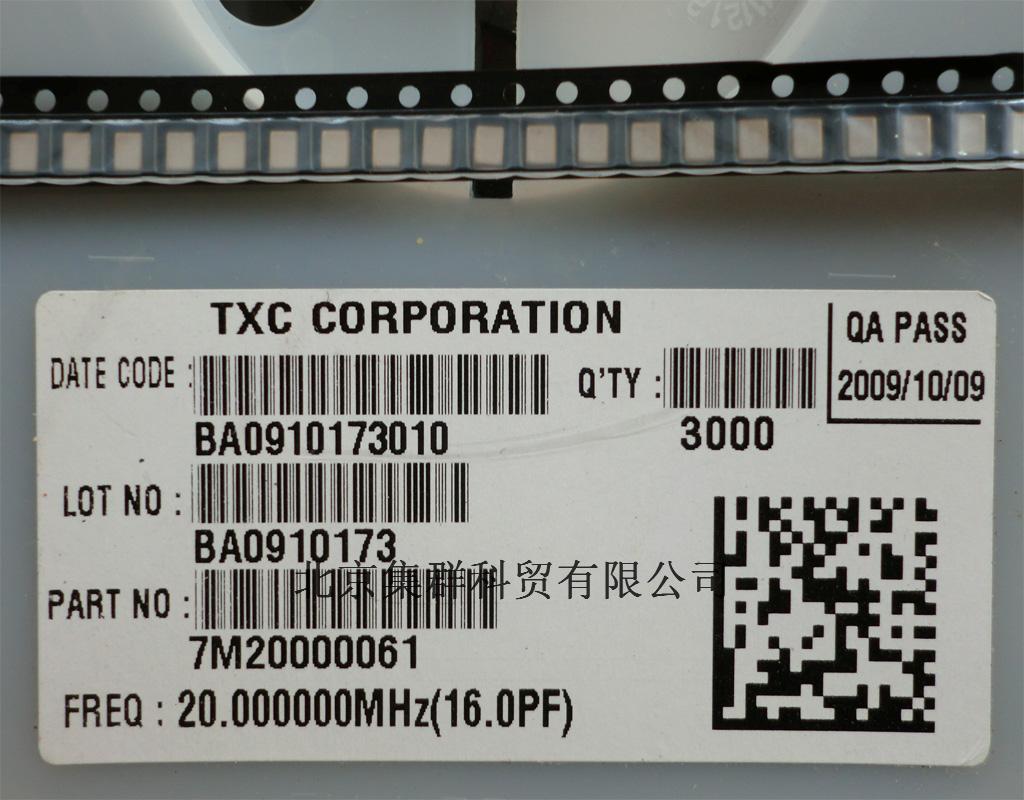 TXC CORPORATION
QA PASS
2009/10/09
DATE CODE :
BA0910173010
Q'TY :
3000
LOT NO :
BA0910173
北京集群科贸有限公司
PART NO :
7M20000061
FREQ : 20.000000MHz(16.0PF)